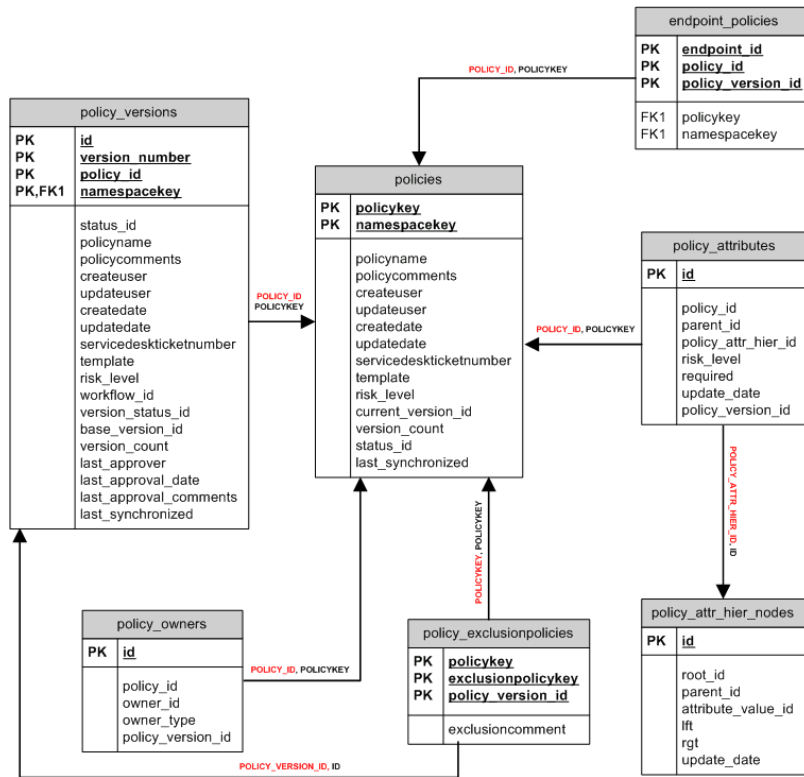 endpoint_policies
PK endpoint_id
PK policy_id
PK policy_version_id
FK1 policykey
FK1 namespacekey
POLICY_ID, POLICYKEY
policy_versions
PK id
PK version_number
PK policy_id
PK,FK1 namespacekey
status_id
policyname
policycomments
createuser
updateuser
createdate
updatedate
servicedeskticketnumber
template
risk_level
workflow_id
version_status_id
base_version_id
version_count
last_approver
last_approval_date
last_approval_comments
last_synchronized
POLICY_ID
POLICYKEY
policies
PK policykey
PK namespacekey
policyname
policycomments
createuser
updateuser
createdate
updatedate
servicedeskticketnumber
template
risk_level
current_version_id
version_count
status_id
last_synchronized
policy_attributes
PK id
policy_id
parent_id
policy_attr_hier_id
risk_level
required
update_date
policy_version_id
POLICY_ID, POLICYKEY
POLICY_ATTR_HIER_ID, ID
POLICYKEY, POLICYKEY
policy_owners
PK id
policy_id
owner_id
owner_type
policy_version_id
POLICY_ID, POLICYKEY
policy_exclusionpolicies
PK policykey
PK exclusionpolicykey
PK policy_version_id
exclusioncomment
policy_attr_hier_nodes
PK id
root_id
parent_id
attribute_value_id
lft
rgt
update_date
POLICY_VERSION_ID, ID